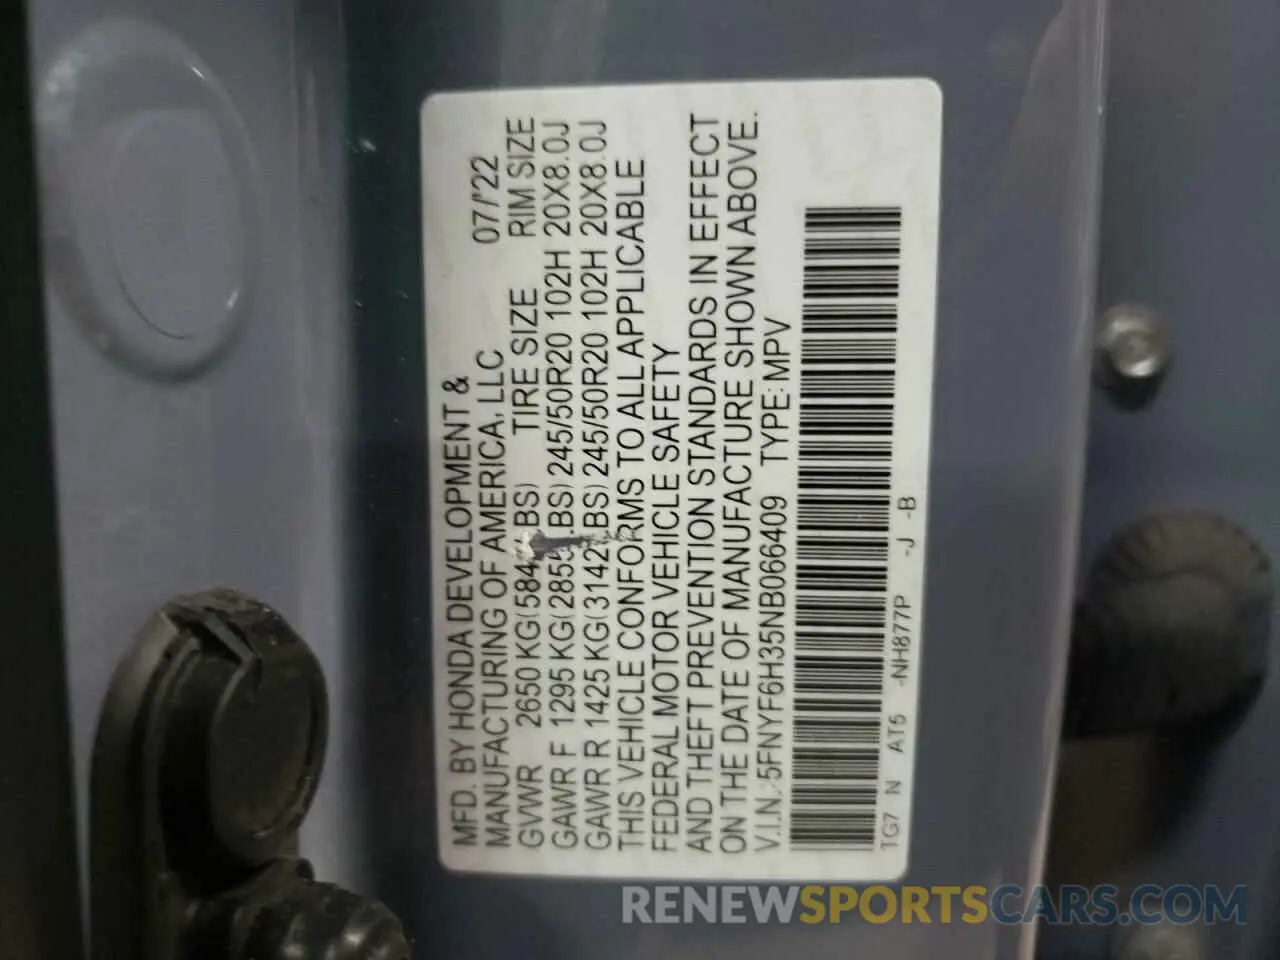 MFD. BY HONDA DEVELOPMENT &
MANUFACTURING OF AMERICA, LLC 07/'22
GVWR 2650 KG(584 BS) TIRE SIZE RIM SIZE
GAWR F 1295 KG(2855 LBS) 245/50R20 102H 20X8.0J
GAWR R 1425 KG(3142 LBS) 245/50R20 102H 20X8.0J
THIS VEHICLE CONFORMS TO ALL APPLICABLE
FEDERAL MOTOR VEHICLE SAFETY
AND THEFT PREVENTION STANDARDS IN EFFECT
ON THE DATE OF MANUFACTURE SHOWN ABOVE.
V.I.N.: 5FNYF6H35NB066409 TYPE: MPV
TG7 N AT5 -NH877P -J -B
RENEWSPORTSCARS.COM